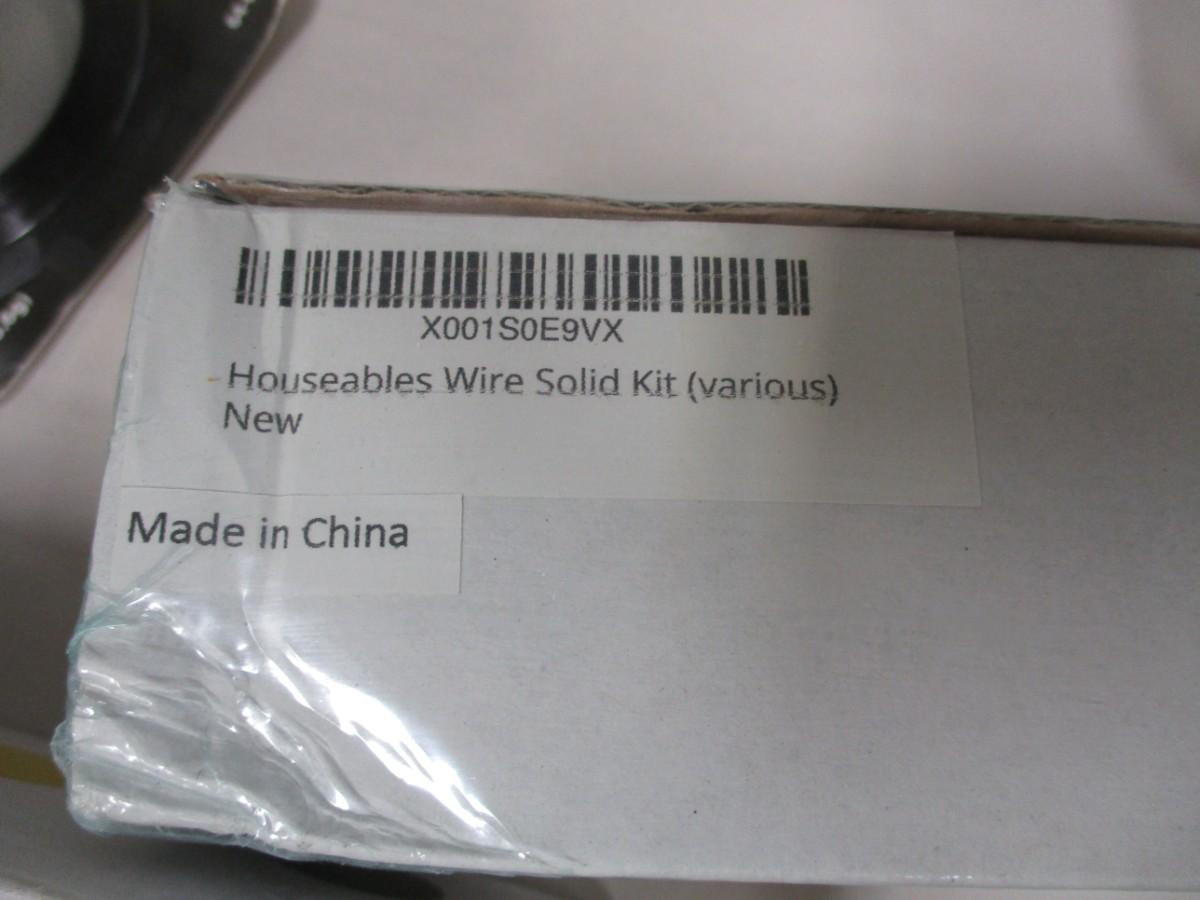 X001S0E9VX
Houseables Wire Solid Kit (various)
New
Made in China